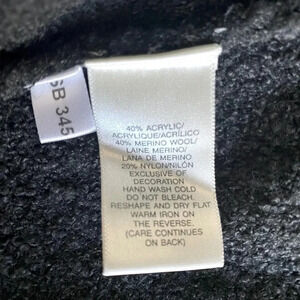 SB 345
40% ACRYLIC/
ACRYLIQUE/ACRÍLICO
40% MERINO WOOL/
LAINE MERINO/
LANA DE MERINO
20% NYLON/NILÓN
EXCLUSIVE OF
DECORATION
HAND WASH COLD
DO NOT BLEACH.
RESHAPE AND DRY FLAT
WARM IRON ON
THE REVERSE.
(CARE CONTINUES
ON BACK)